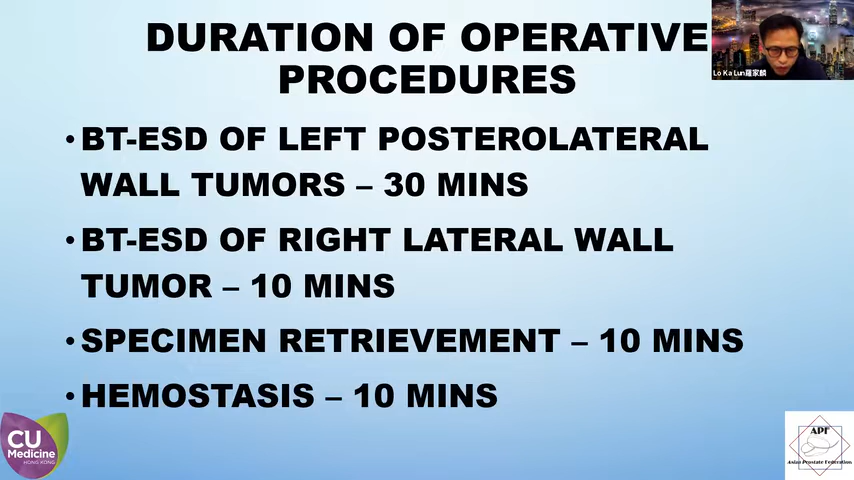 DURATION OF OPERATIVE
PROCEDURES
Lo Ka Lun羅家麟
• BT-ESD OF LEFT POSTEROLATERAL
WALL TUMORS – 30 MINS
• BT-ESD OF RIGHT LATERAL WALL
TUMOR – 10 MINS
• SPECIMEN RETRIEVEMENT – 10 MINS
• HEMOSTASIS – 10 MINS
CU
Medicine
HONG KONG
APF
Asian Prostate Federation